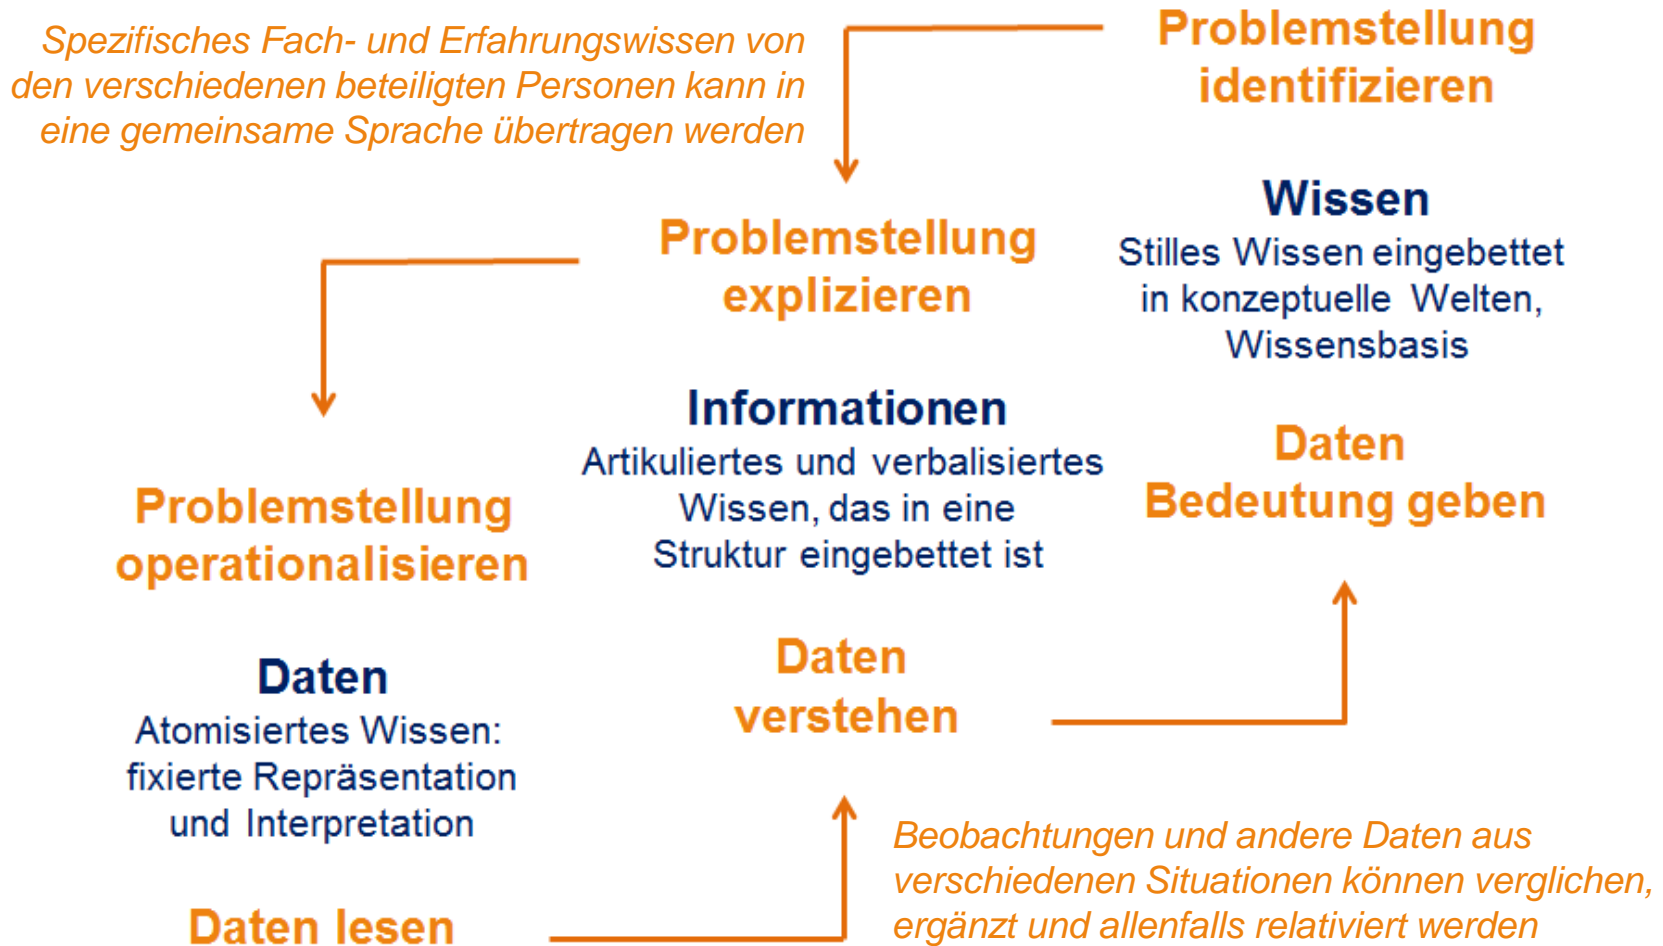 Spezifisches Fach- und Erfahrungswissen von
den verschiedenen beteiligten Personen kann in
eine gemeinsame Sprache übertragen werden
Problemstellung
identifizieren
Wissen
Stilles Wissen eingebettet
in konzeptuelle Welten,
Wissensbasis
Daten
Bedeutung geben
Problemstellung
explizieren
Informationen
Artikuliertes und verbalisiertes
Wissen, das in eine
Struktur eingebettet ist
Daten
verstehen
Problemstellung
operationalisieren
Daten
Atomisiertes Wissen:
fixierte Repräsentation
und Interpretation
Daten lesen
Beobachtungen und andere Daten aus
verschiedenen Situationen können verglichen,
ergänzt und allenfalls relativiert werden